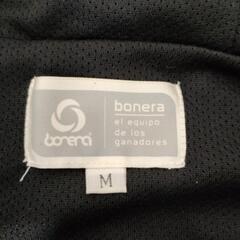 bonera
bonera
el equipo
de los
ganadores
M